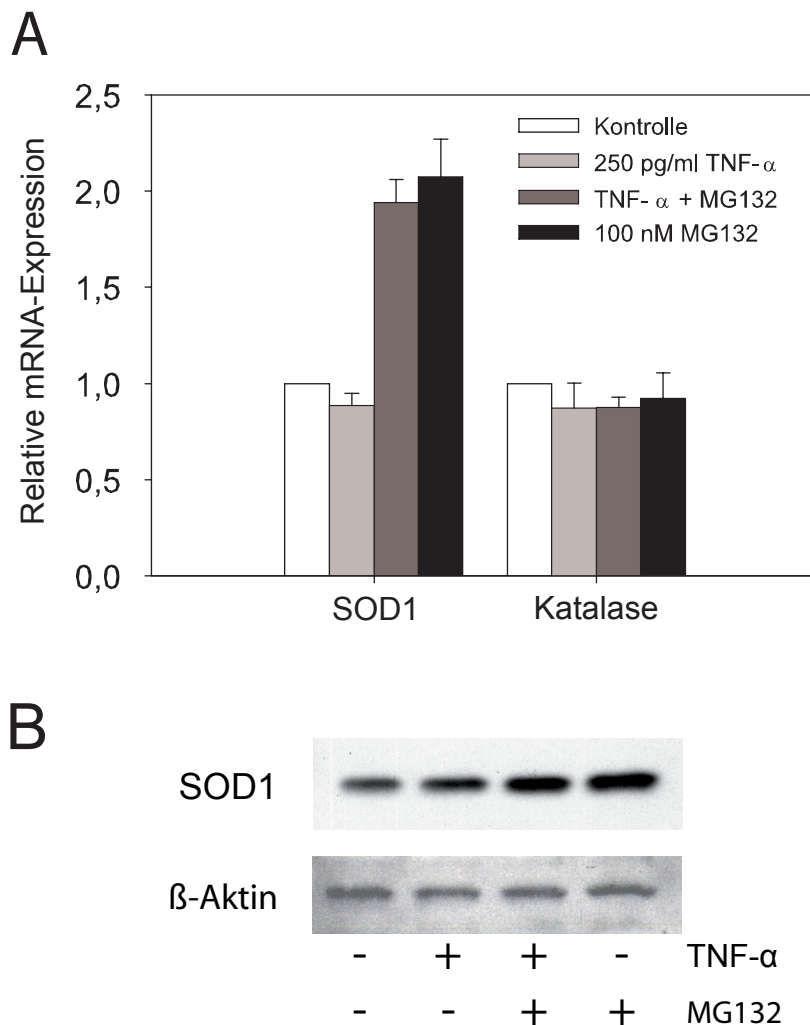 A
Relative mRNA-Expression
2,5
2,0
1,5
1,0
0,5
0,0
Kontrolle
250 pg/ml TNF- α
TNF- α + MG132
100 nM MG132
SOD1 Katalase
B
SOD1
ß-Aktin
- + + - TNF-α
- - + + MG132